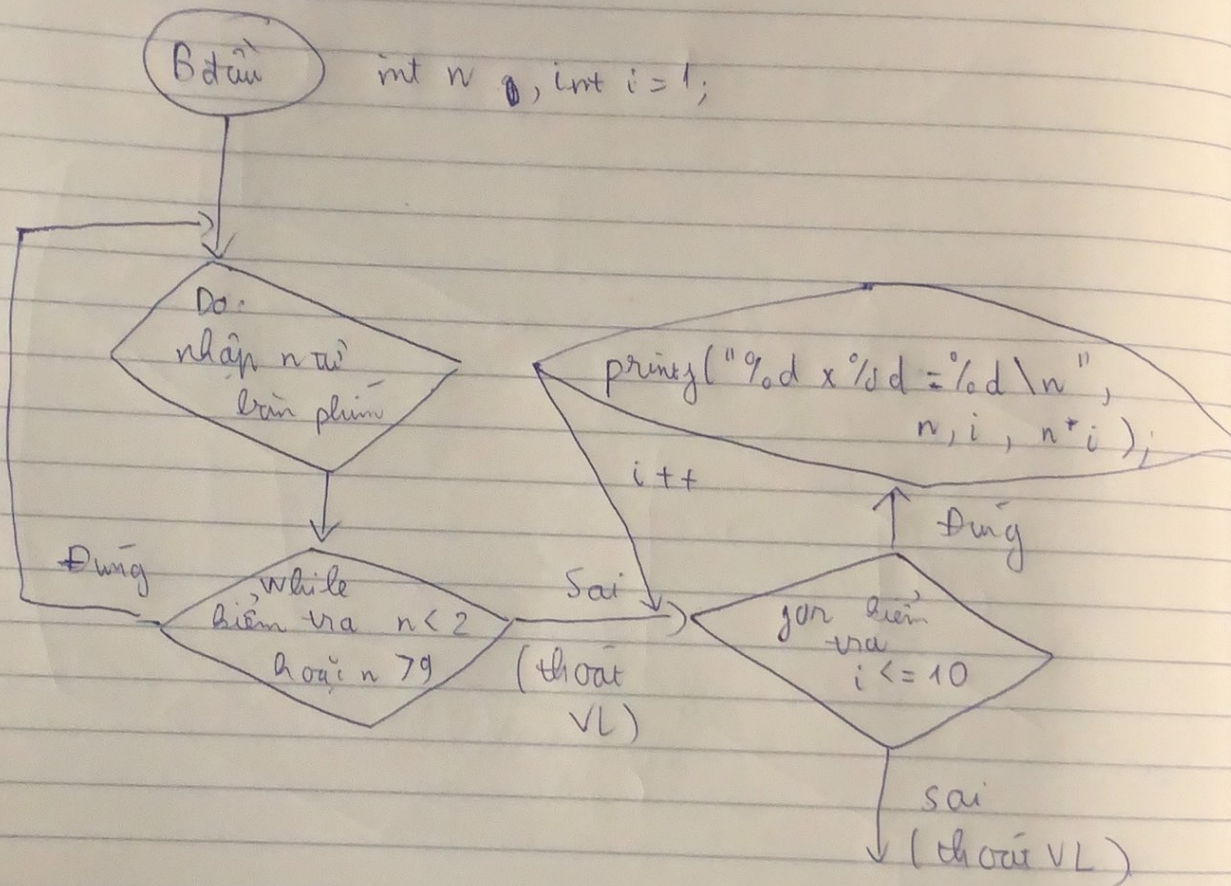 Bđầu
int n , int i = 1;
Do:
nhập n từ
bàn phím
printf("%d x %d = %d \n",
n, i, n*i);
i++
Đúng
Đúng
while
kiểm tra n < 2
hoặc n > 9
Sai
(thoát
VL)
for kiểm
tra
i <= 10
sai
(thoát VL)